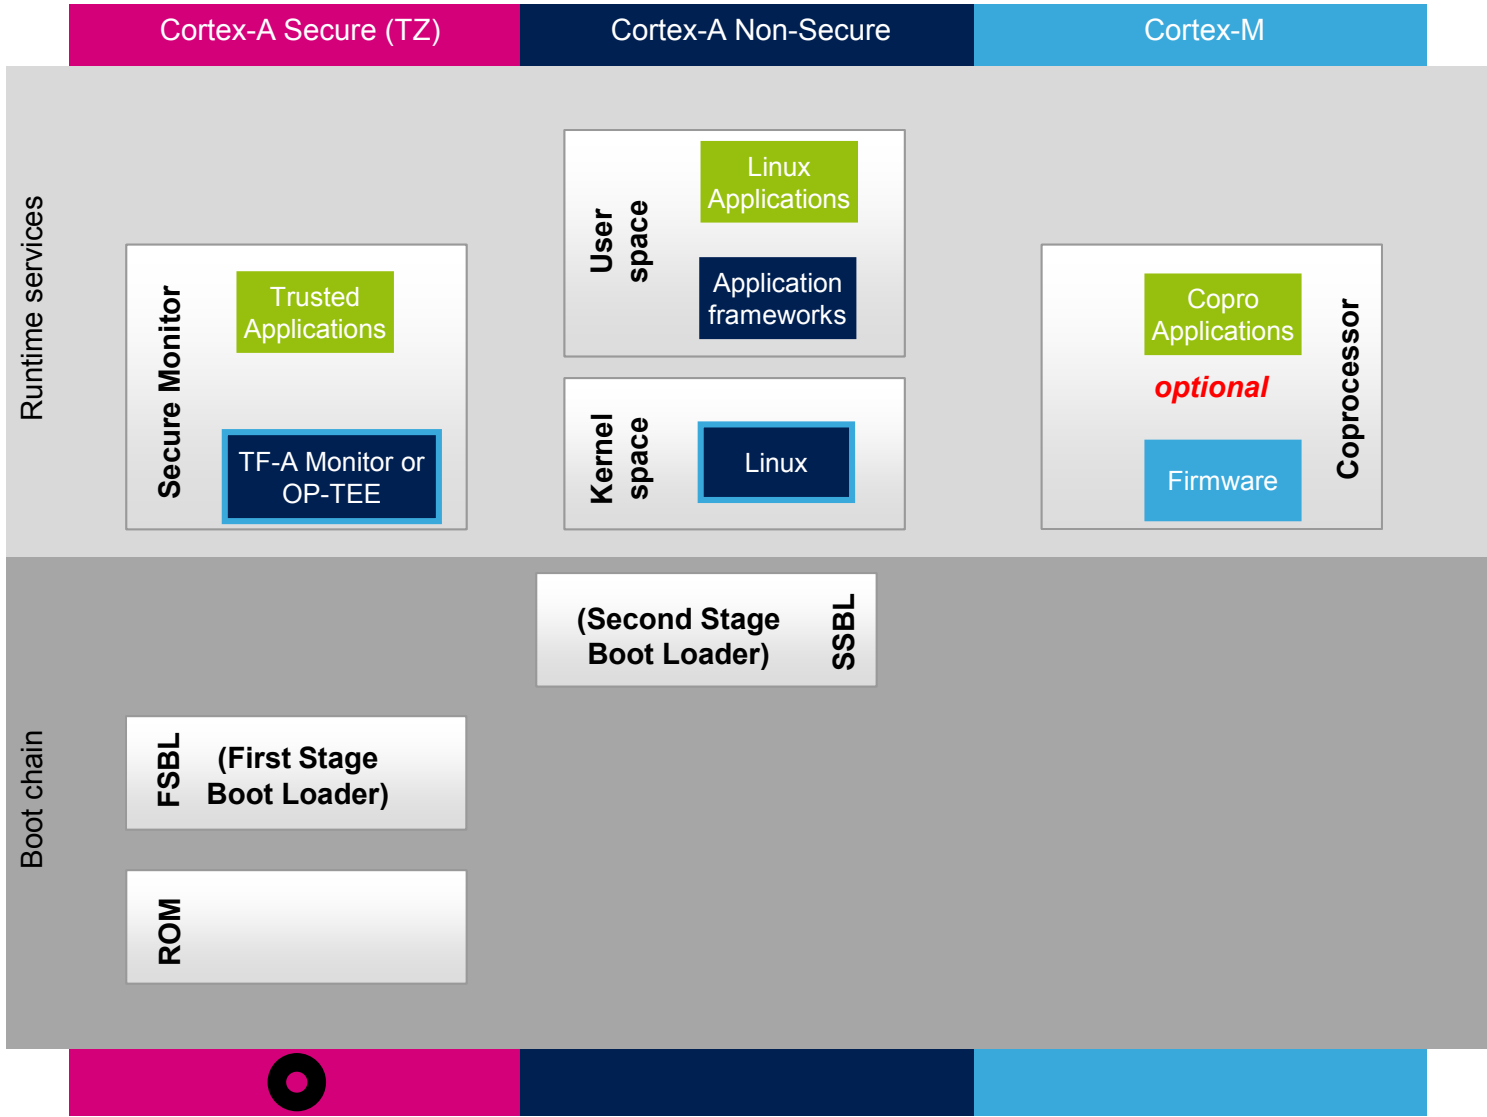 Cortex-A Secure (TZ)
Cortex-A Non-Secure
Cortex-M
Runtime services
Secure Monitor
Trusted
Applications
TF-A Monitor or
OP-TEE
User
space
Linux
Applications
Application
frameworks
Kernel
space
Linux
Copro
Applications
optional
Firmware
Coprocessor
Boot chain
(Second Stage
Boot Loader)
SSBL
FSBL
(First Stage
Boot Loader)
ROM